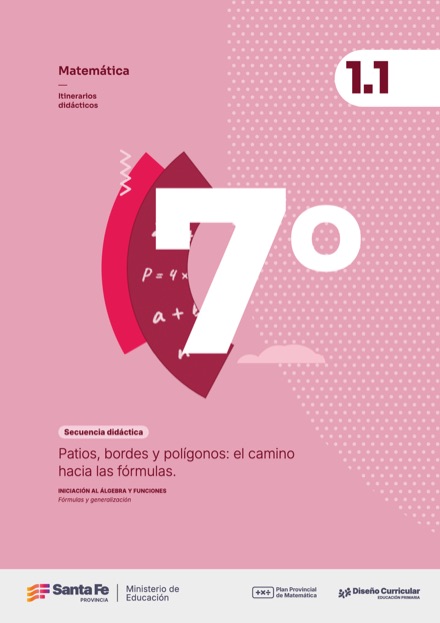 Matemática
1.1
Itinerarios
didácticos
7º
P = 4 ×
a +
n
Secuencia didáctica
Patios, bordes y polígonos: el camino
hacia las fórmulas.
INICIACIÓN AL ÁLGEBRA Y FUNCIONES
Fórmulas y generalización
Santa Fe
PROVINCIA
Ministerio de
Educación
Plan Provincial
de Matemática
Diseño Curricular
EDUCACIÓN PRIMARIA